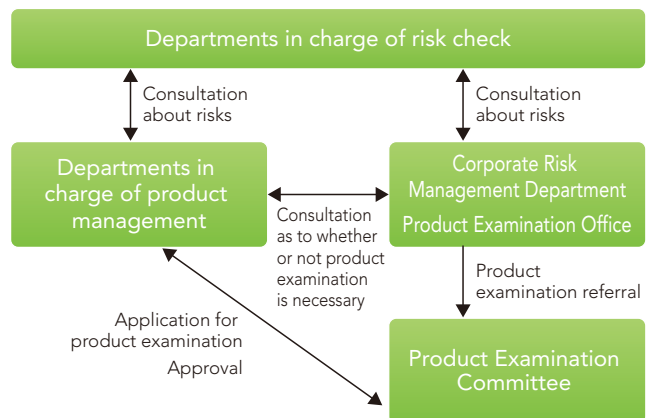 Departments in charge of risk check
Consultation
about risks
Consultation
about risks
Departments in
charge of product
management
Corporate Risk
Management Department
Product Examination Office
Consultation
as to whether
or not product
examination
is necessary
Product
examination referral
Application for
product examination
Approval
Product Examination
Committee